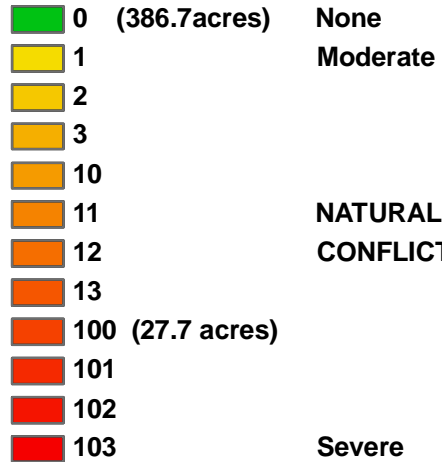 0 (386.7acres) None
1 Moderate
2
3
10
11 NATURAL
12
13
100 (27.7 acres)
101
102
103 Severe